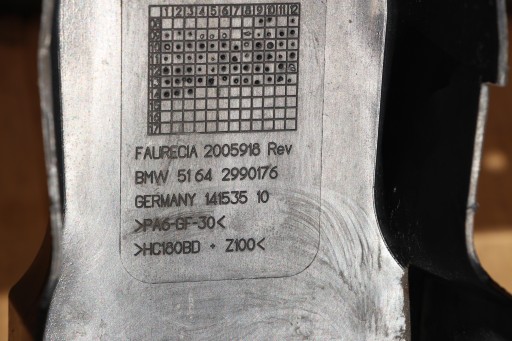 1 2 3 4 5 6 7 8 9 10 11 12
FAURECIA 2005918 Rev
BMW 51 64 2990176
GERMANY 141535 10
>PA6-GF-30<
>HC180BD + Z100<